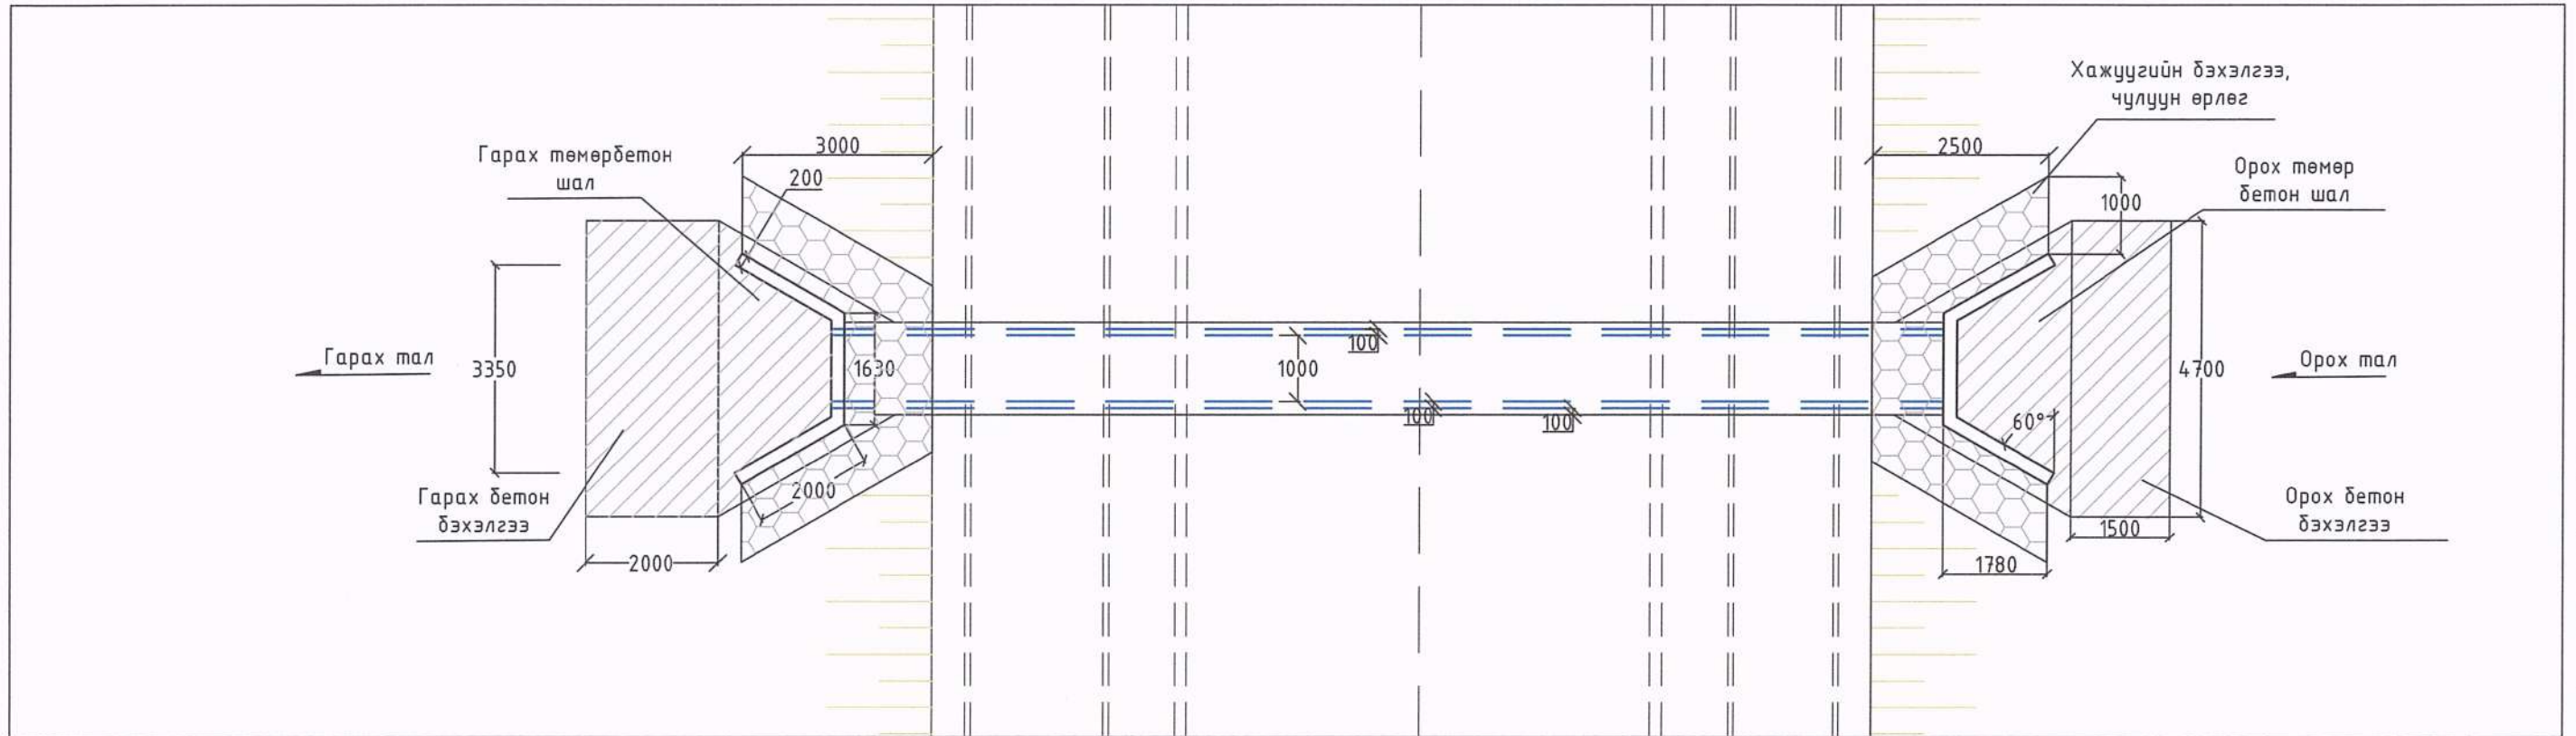 Гарах төмөрбетон
шал
3000
200
Гарах тал
3350
1630
Гарах бетон
бэхэлгээ
2000
2000
100
1000
100
100
Хажуугийн бэхэлгээ,
чулуун өрлөг
2500
Орох төмөр
бетон шал
1000
4700
Орох тал
60°
Орох бетон
бэхэлгээ
1500
1780